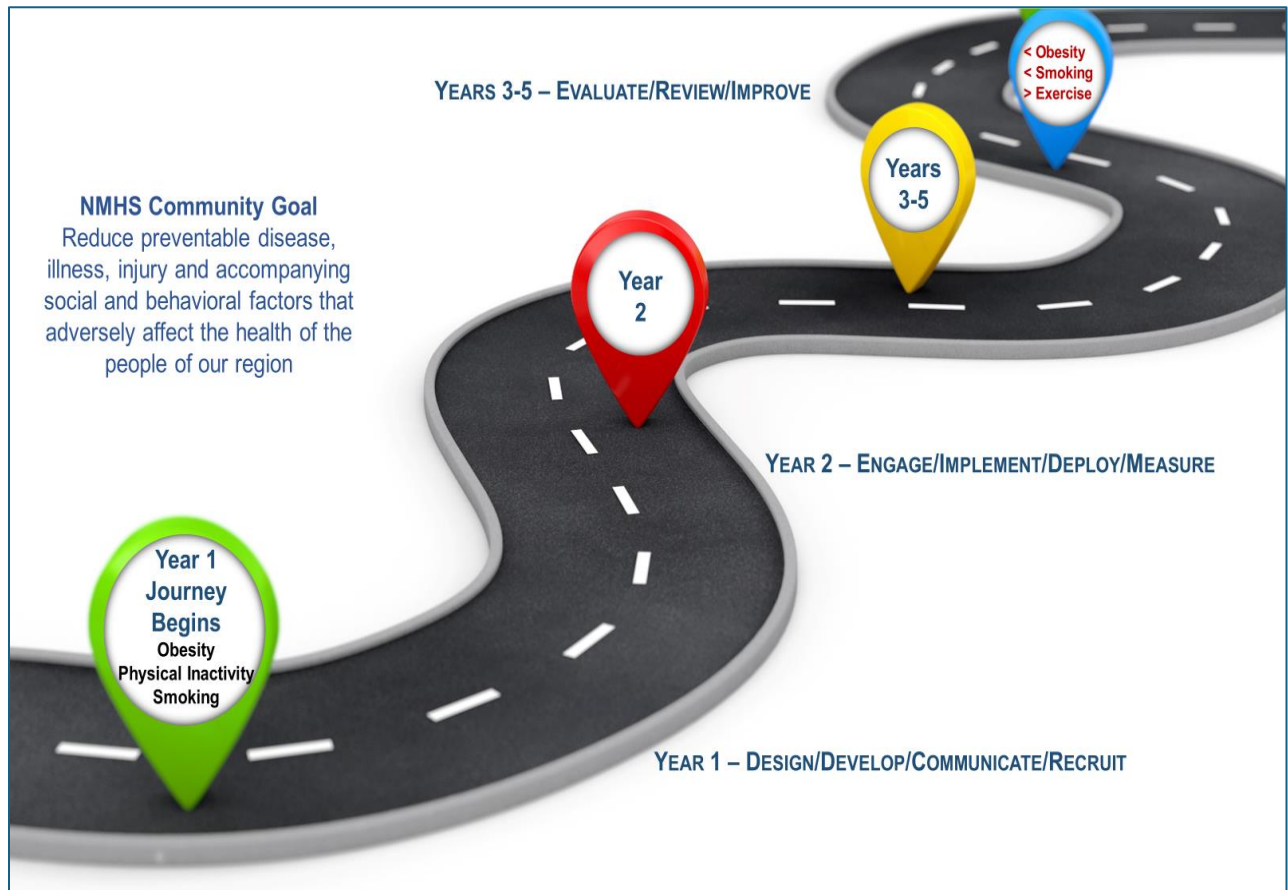 YEARS 3-5 – EVALUATE/REVIEW/IMPROVE
< Obesity
< Smoking
> Exercise
Years
3-5
NMHS Community Goal
Reduce preventable disease,
illness, injury and accompanying
social and behavioral factors that
adversely affect the health of the
people of our region
Year
2
YEAR 2 – ENGAGE/IMPLEMENT/DEPLOY/MEASURE
Year 1
Journey
Begins
Obesity
Physical Inactivity
Smoking
YEAR 1 – DESIGN/DEVELOP/COMMUNICATE/RECRUIT